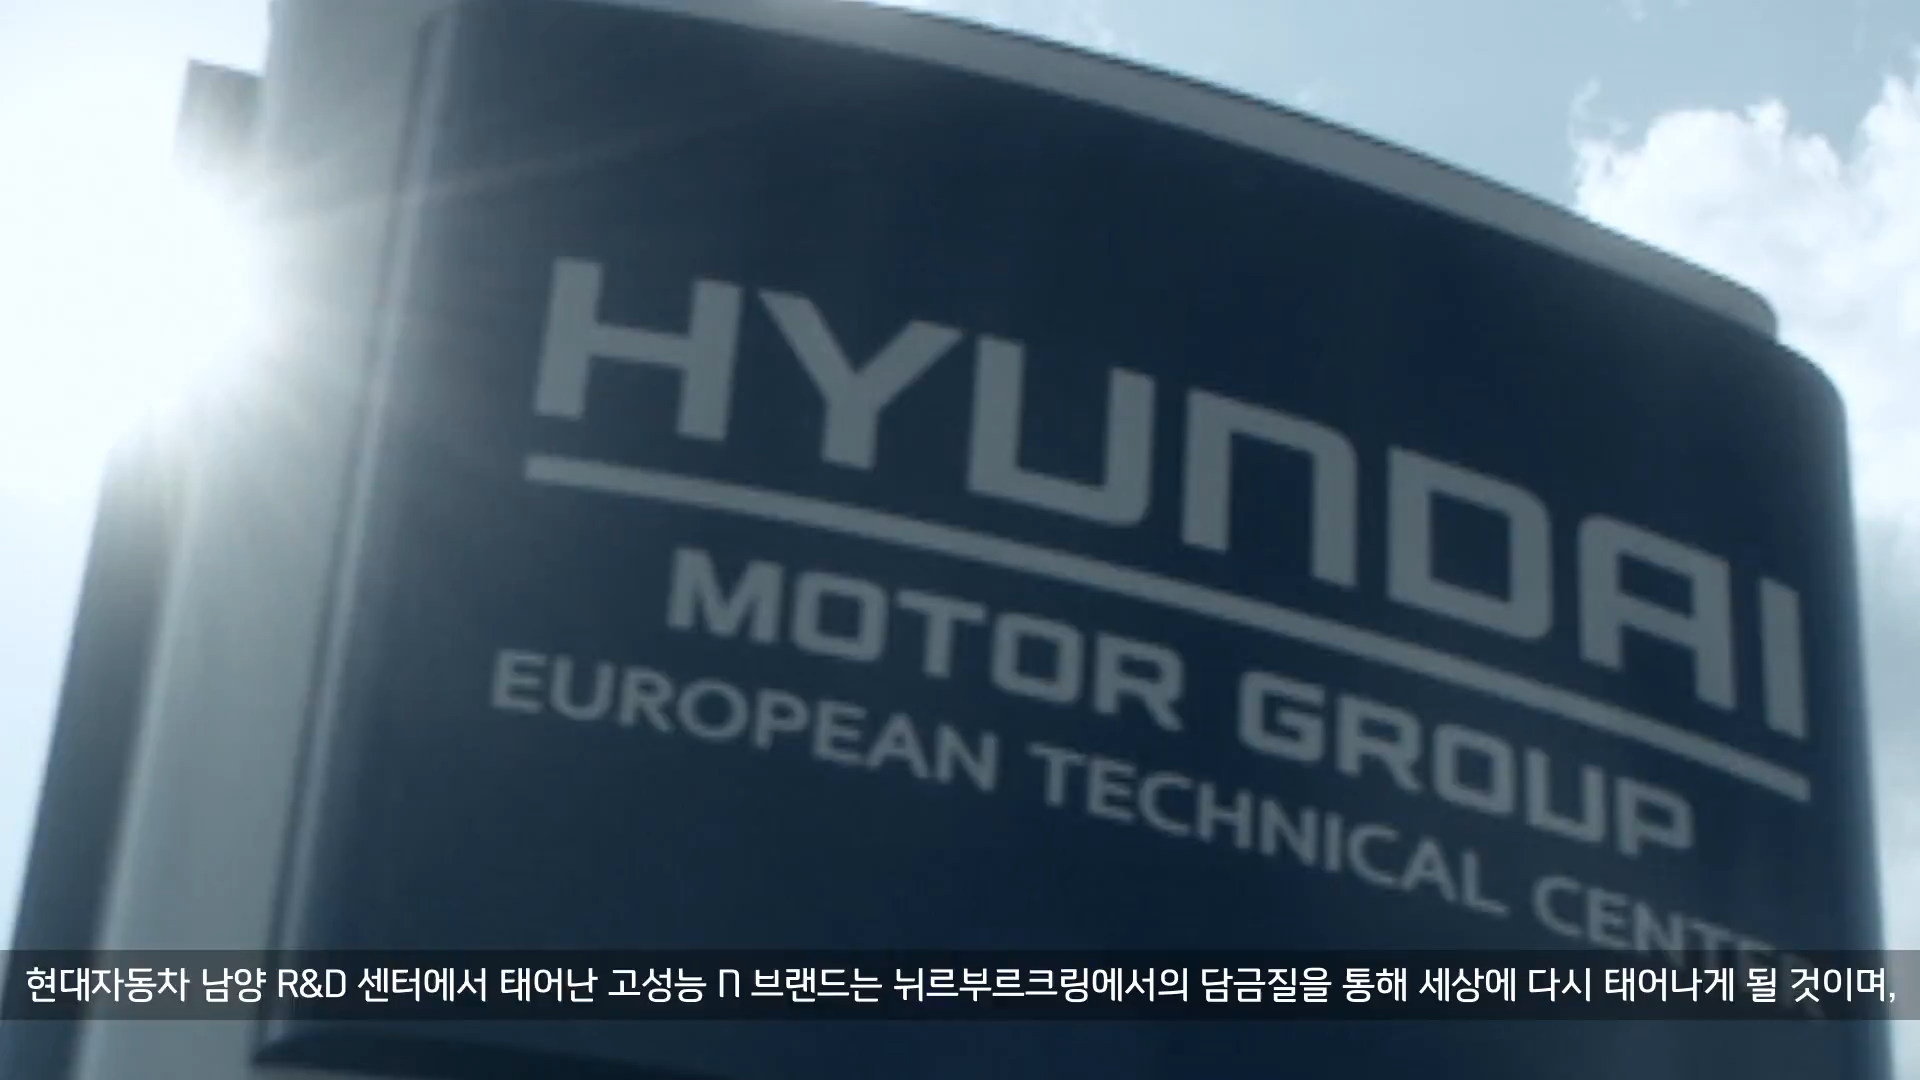 HYUNDAI
MOTOR GROUP
EUROPEAN TECHNICAL CENTER
현대자동차 남양 R&D 센터에서 태어난 고성능 N 브랜드는 뉘르부르크링에서의 담금질을 통해 세상에 다시 태어나게 될 것이며,